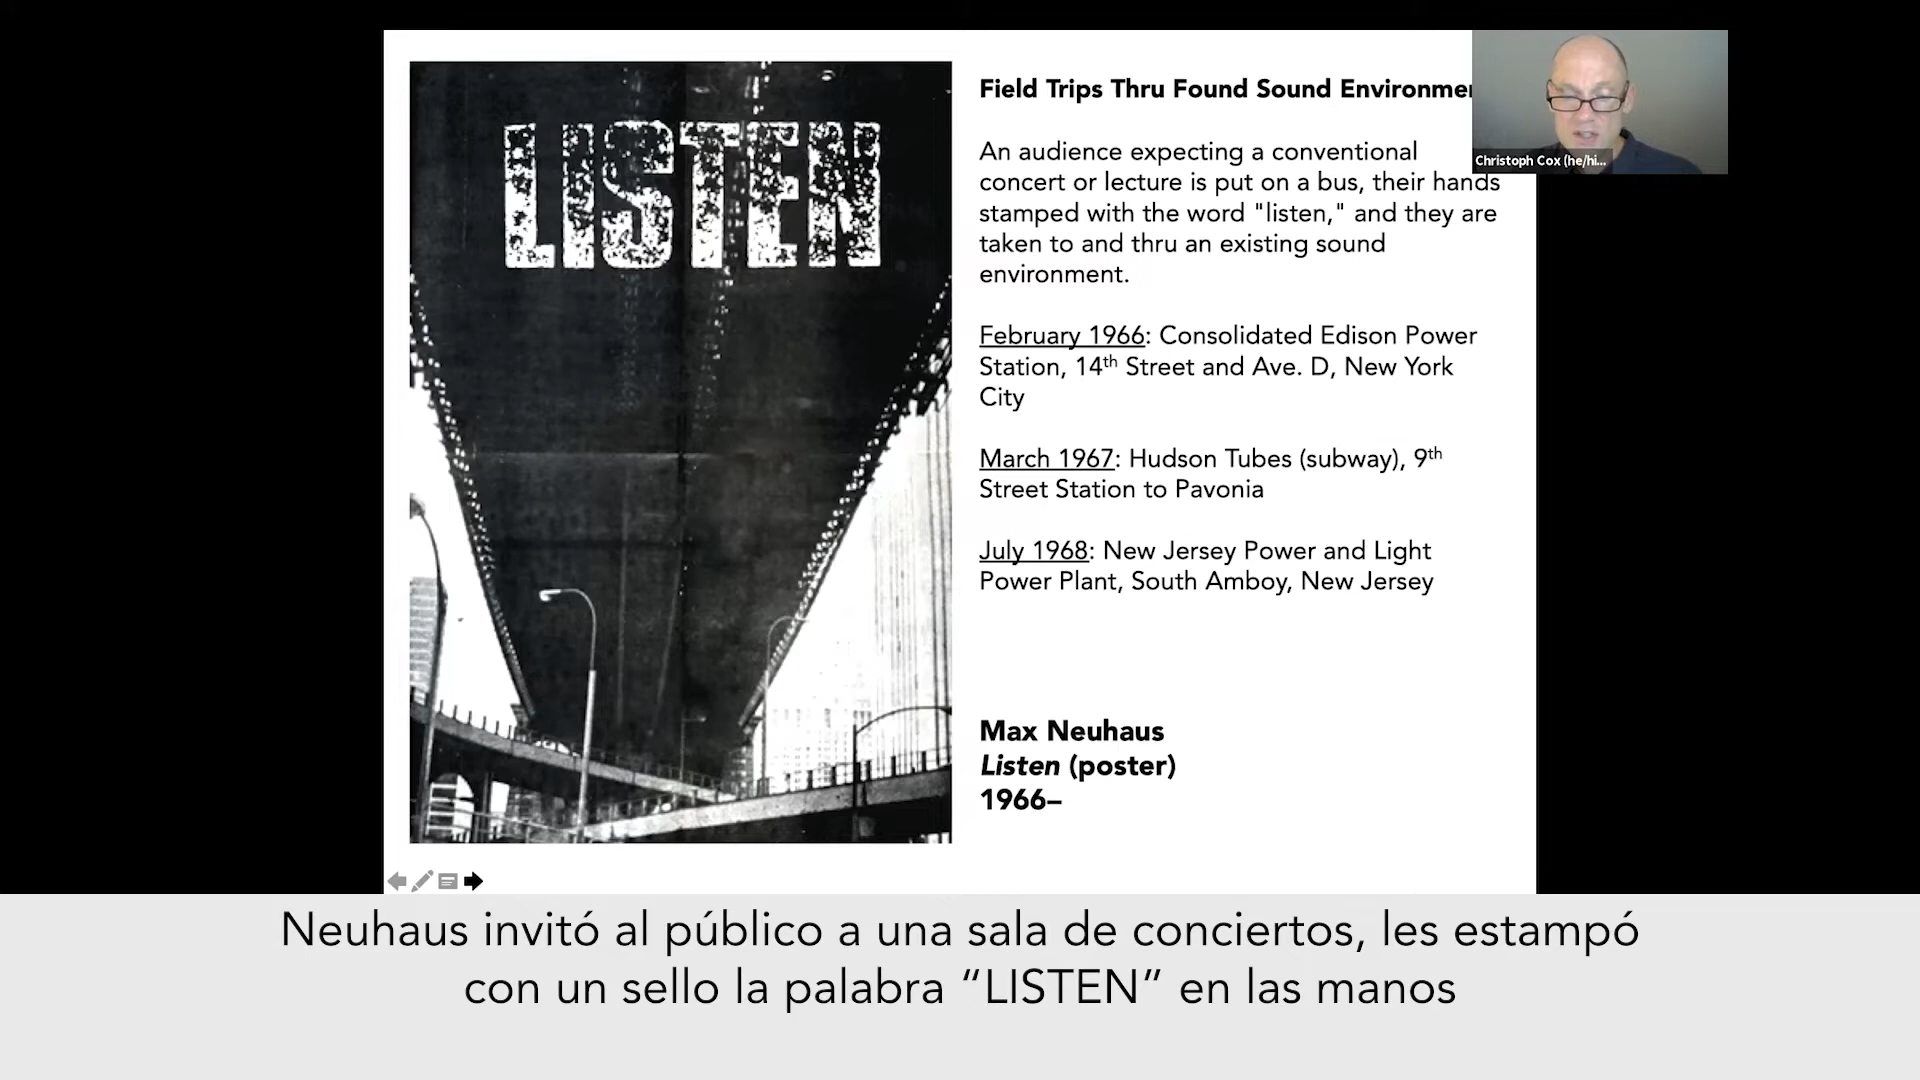 LISTEN
Field Trips Thru Found Sound
An audience expecting a conventional
concert or lecture is put on a bus, their hands
stamped with the word "listen," and they are
taken to and thru an existing sound
environment.
February 1966: Consolidated Edison Power
Station, 14th Street and Ave. D, New York
City
March 1967: Hudson Tubes (subway), 9th
Street Station to Pavonia
July 1968: New Jersey Power and Light
Power Plant, South Amboy, New Jersey
Max Neuhaus
Listen (poster)
1966–
Christoph Cox (he/hi...
Neuhaus invitó al público a una sala de conciertos, les estampó
con un sello la palabra “LISTEN” en las manos